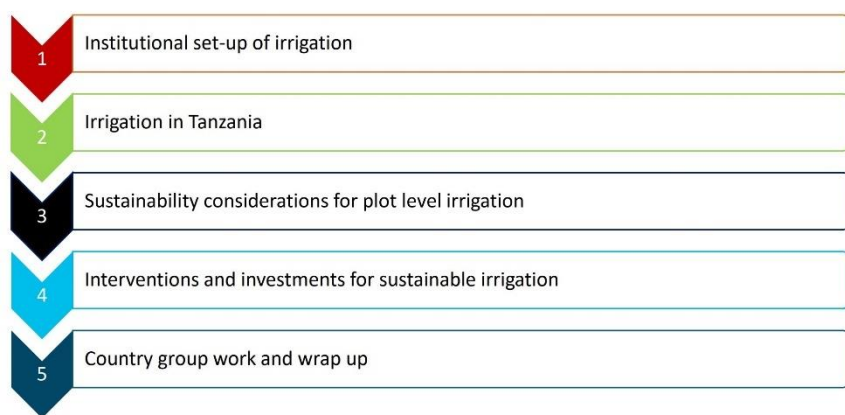 1
Institutional set-up of irrigation
2
Irrigation in Tanzania
3
Sustainability considerations for plot level irrigation
4
Interventions and investments for sustainable irrigation
5
Country group work and wrap up